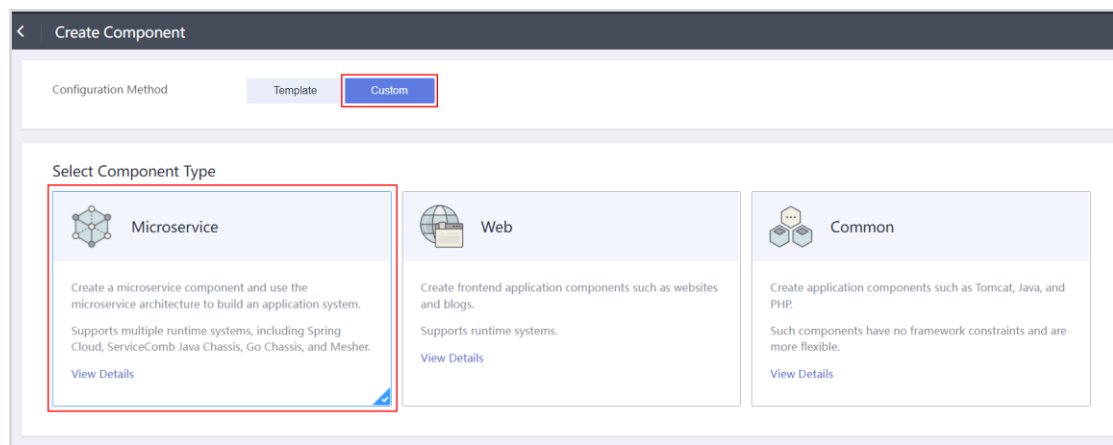 Create Component
Configuration Method
Template
Custom
Select Component Type
Microservice
Create a microservice component and use the
microservice architecture to build an application system.
Supports multiple runtime systems, including Spring
Cloud, ServiceComb Java Chassis, Go Chassis, and Mesher.
View Details
Web
Create frontend application components such as websites
and blogs.
Supports runtime systems.
View Details
Common
Create application components such as Tomcat, Java, and
PHP.
Such components have no framework constraints and are
more flexible.
View Details